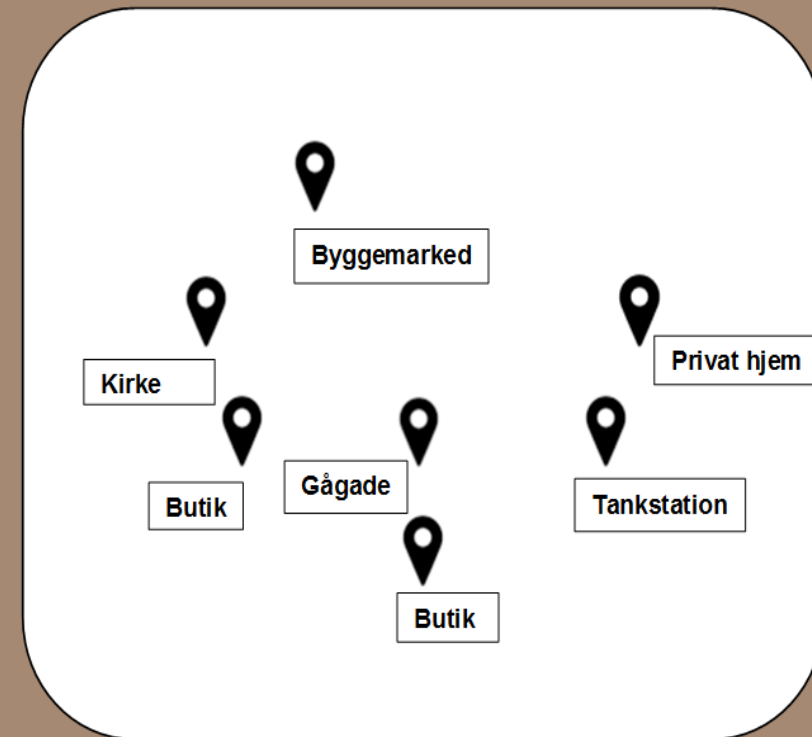 Byggemarked
Privat hjem
Kirke
Gågade
Butik
Tankstation
Butik